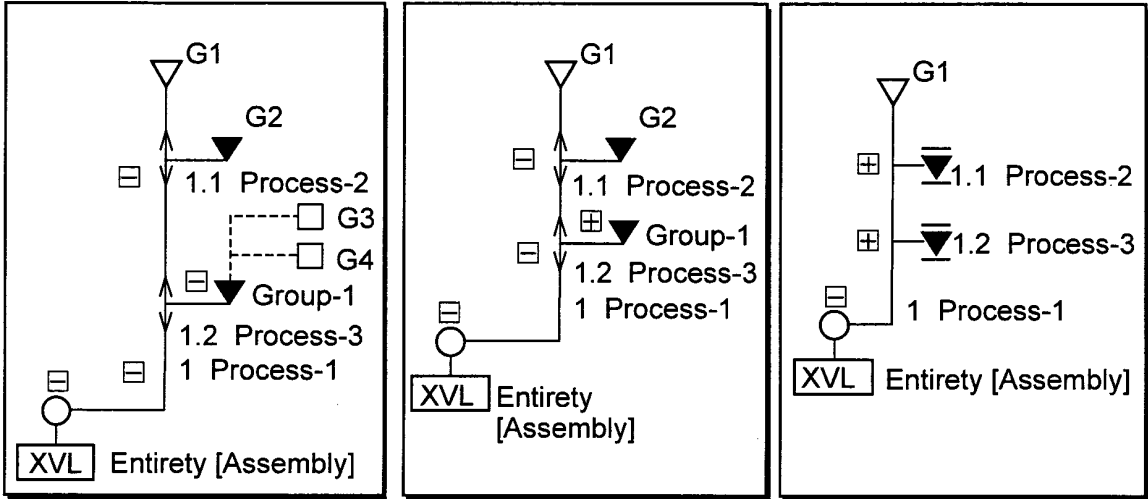 G1
G2
1.1 Process-2
G3
G4
Group-1
1.2 Process-3
1 Process-1
XVL Entirety [Assembly]
G1
G2
1.1 Process-2
Group-1
1.2 Process-3
1 Process-1
XVL Entirety
[Assembly]
G1
1.1 Process-2
1.2 Process-3
1 Process-1
XVL Entirety [Assembly]